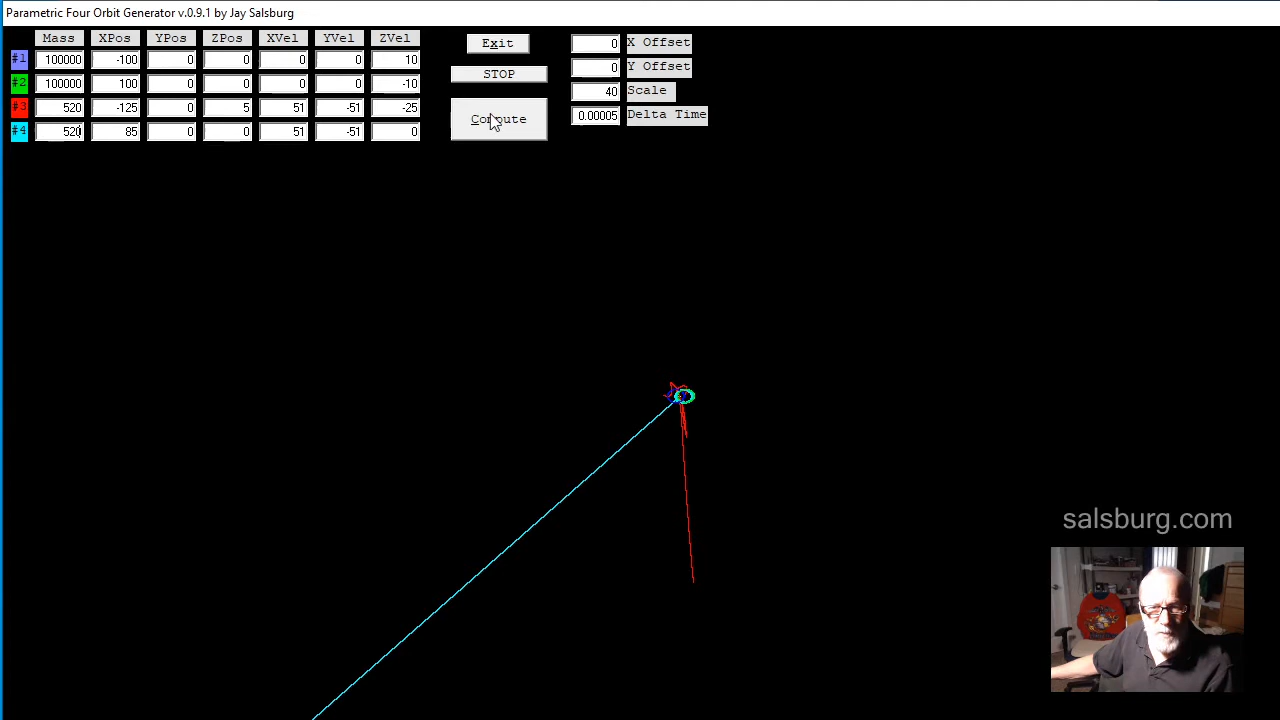 Parametric Four Orbit Generator v.0.9.1 by Jay Salsburg
Mass XPos YPos ZPos XVel YVel ZVel
#1 100000 -100 0 0 0 0 10
#2 100000 100 0 0 0 0 -10
#3 520 -125 0 5 51 -51 -25
#4 520 85 0 0 51 -51 0
Exit
STOP
Compute
0 X Offset
0 Y Offset
40 Scale
0.00005 Delta Time
salsburg.com